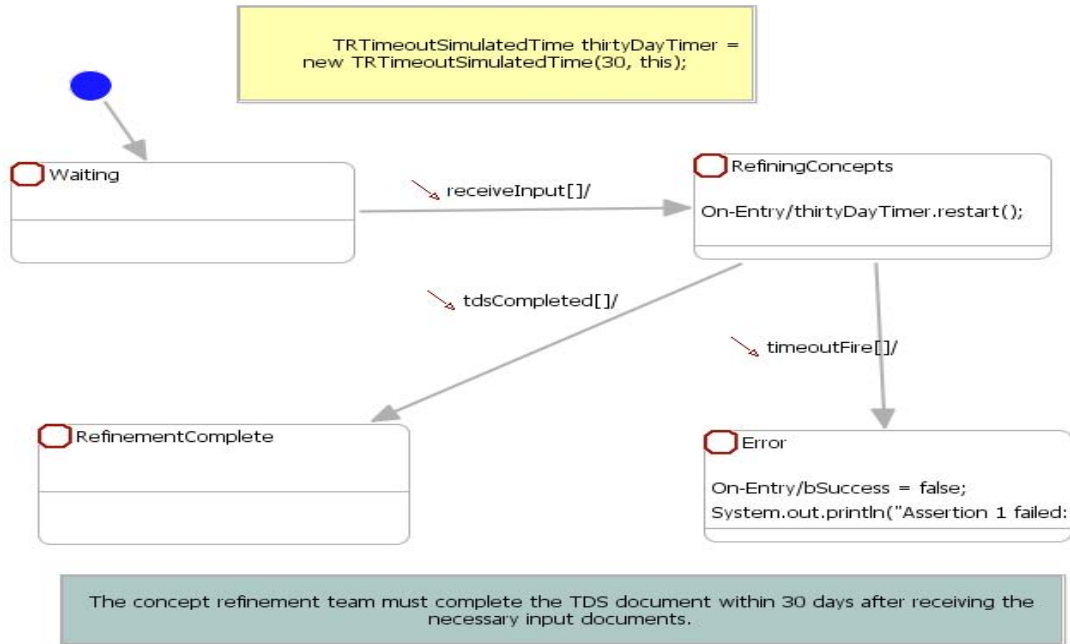 TRTimeoutSimulatedTime thirtyDayTimer =
new TRTimeoutSimulatedTime(30, this);
Waiting
receiveInput[]/
RefiningConcepts
On-Entry/thirtyDayTimer.restart();
tdsCompleted[]/
timeoutFire[]/
RefinementComplete
Error
On-Entry/bSuccess = false;
System.out.println("Assertion 1 failed:
The concept refinement team must complete the TDS document within 30 days after receiving the
necessary input documents.